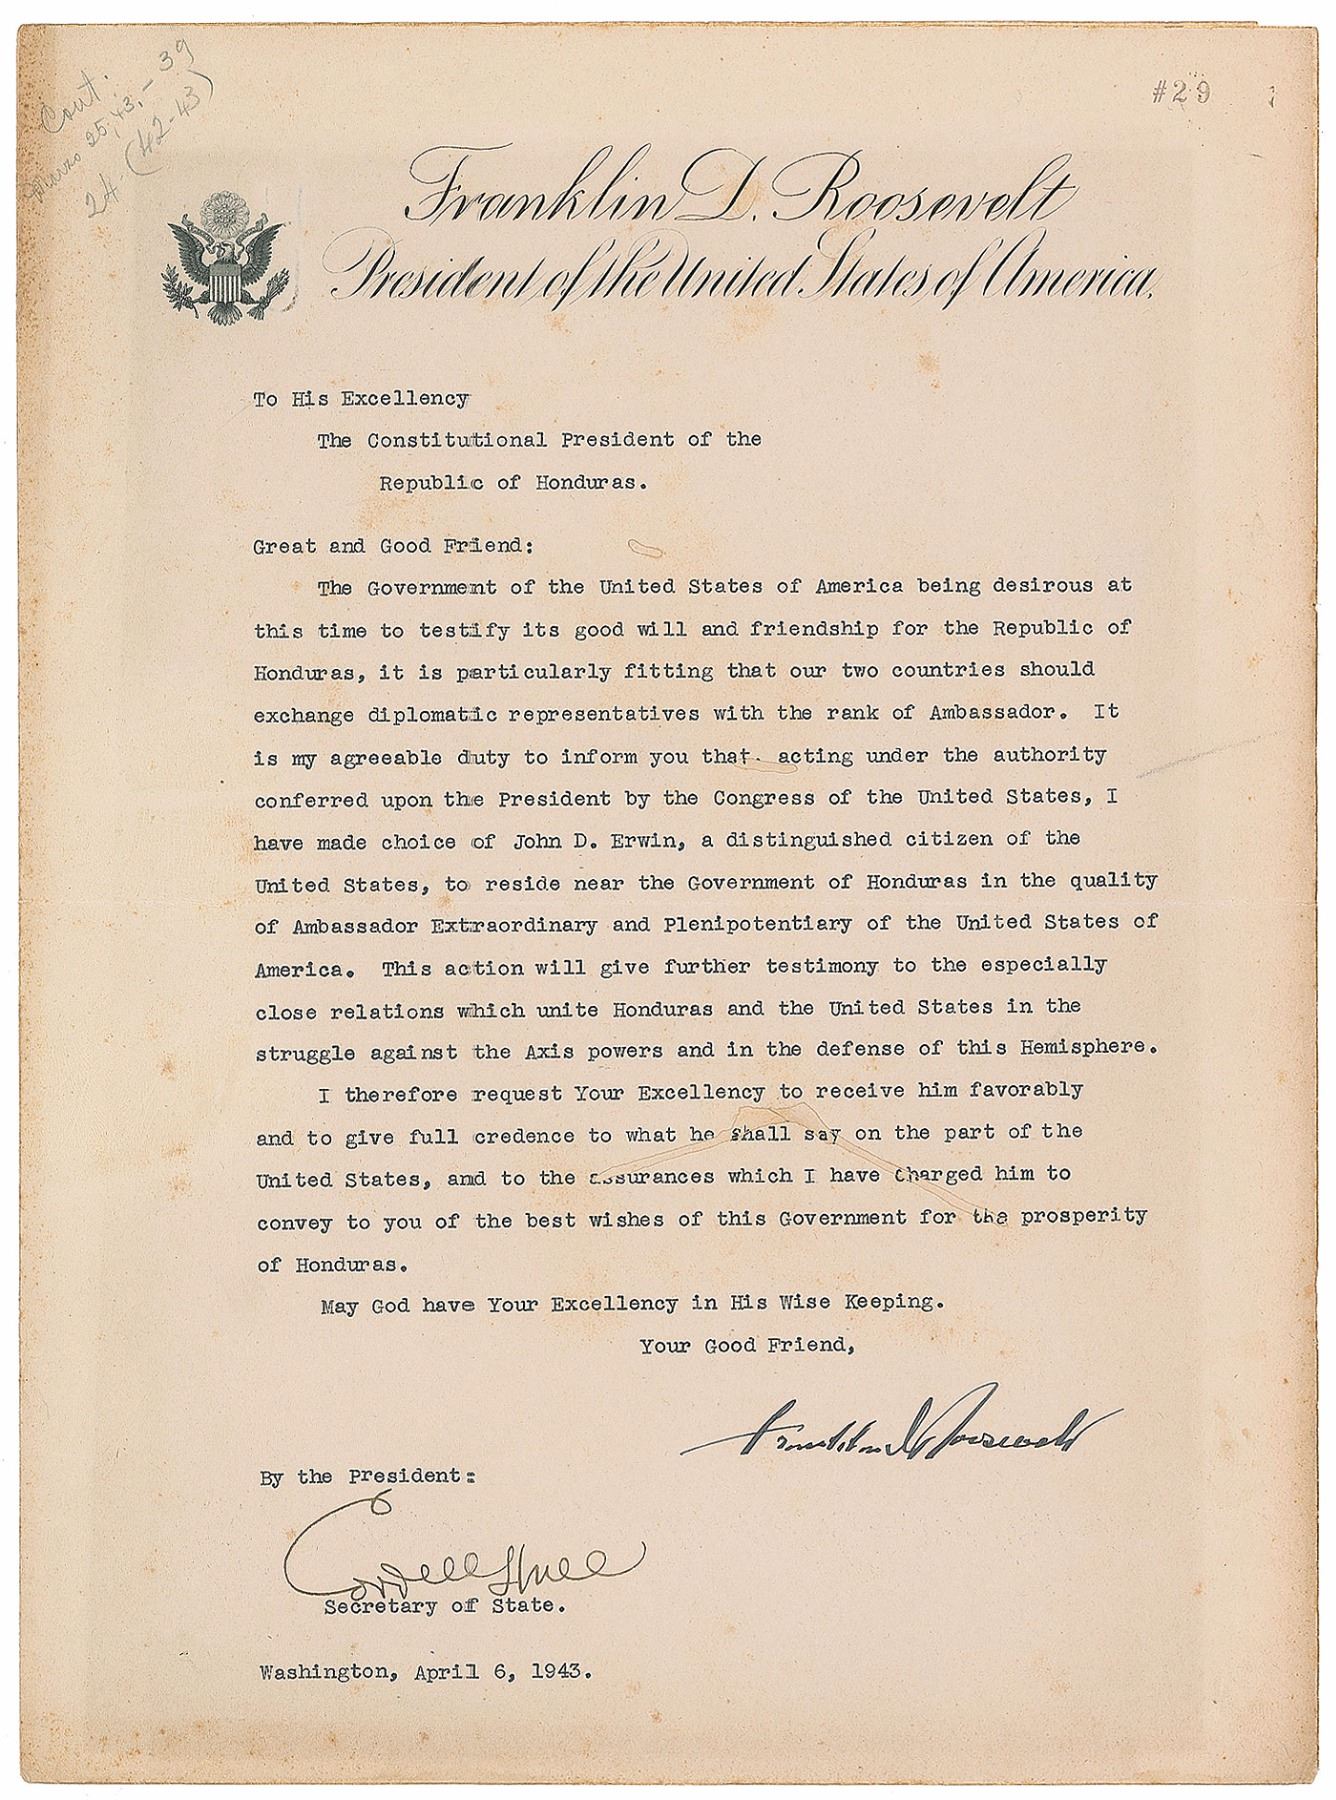 Cont.
Marzo 25, 43, - 39
24 - (42-43)
#29
Franklin D. Roosevelt
President of the United States of America.
To His Excellency
The Constitutional President of the
Republic of Honduras.
Great and Good Friend:
The Government of the United States of America being desirous at
this time to testify its good will and friendship for the Republic of
Honduras, it is particularly fitting that our two countries should
exchange diplomatic representatives with the rank of Ambassador. It
is my agreeable duty to inform you that, acting under the authority
conferred upon the President by the Congress of the United States, I
have made choice of John D. Erwin, a distinguished citizen of the
United States, to reside near the Government of Honduras in the quality
of Ambassador Extraordinary and Plenipotentiary of the United States of
America. This action will give further testimony to the especially
close relations which unite Honduras and the United States in the
struggle against the Axis powers and in the defense of this Hemisphere.
I therefore request Your Excellency to receive him favorably
and to give full credence to what he shall say on the part of the
United States, and to the assurances which I have charged him to
convey to you of the best wishes of this Government for the prosperity
of Honduras.
May God have Your Excellency in His Wise Keeping.
Your Good Friend,
Franklin D Roosevelt
By the President:
Cordell Hull
Secretary of State.
Washington, April 6, 1943.